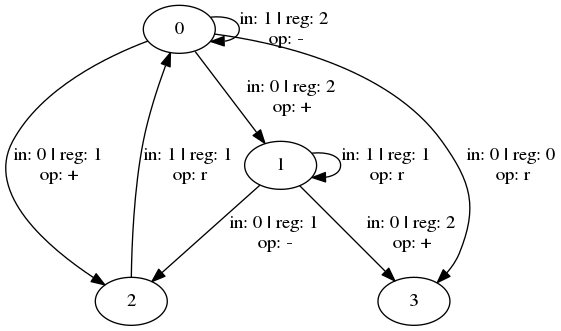 0
in: 1 | reg: 2
op: -
in: 0 | reg: 2
op: +
in: 0 | reg: 1
op: +
in: 1 | reg: 1
op: r
1
in: 1 | reg: 1
op: r
in: 0 | reg: 0
op: r
in: 0 | reg: 1
op: -
in: 0 | reg: 2
op: +
2
3